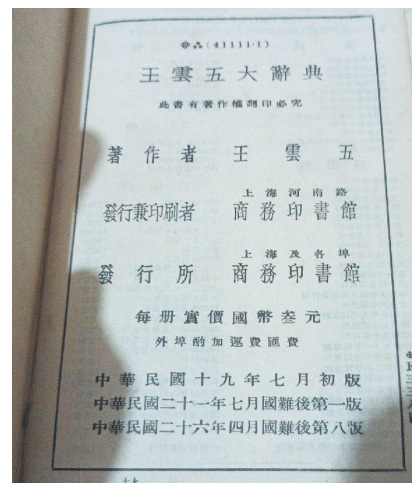 (41111·1)
王雲五大辭典
此書有著作權翻印必究
著作者 王雲五
上海河南路
發行兼印刷者 商務印書館
上海及各埠
發行所 商務印書館
每册實價國幣叁元
外埠酌加運費匯費
中華民國十九年七月初版
中華民國二十一年七月國難後第一版
中華民國二十六年四月國難後第八版